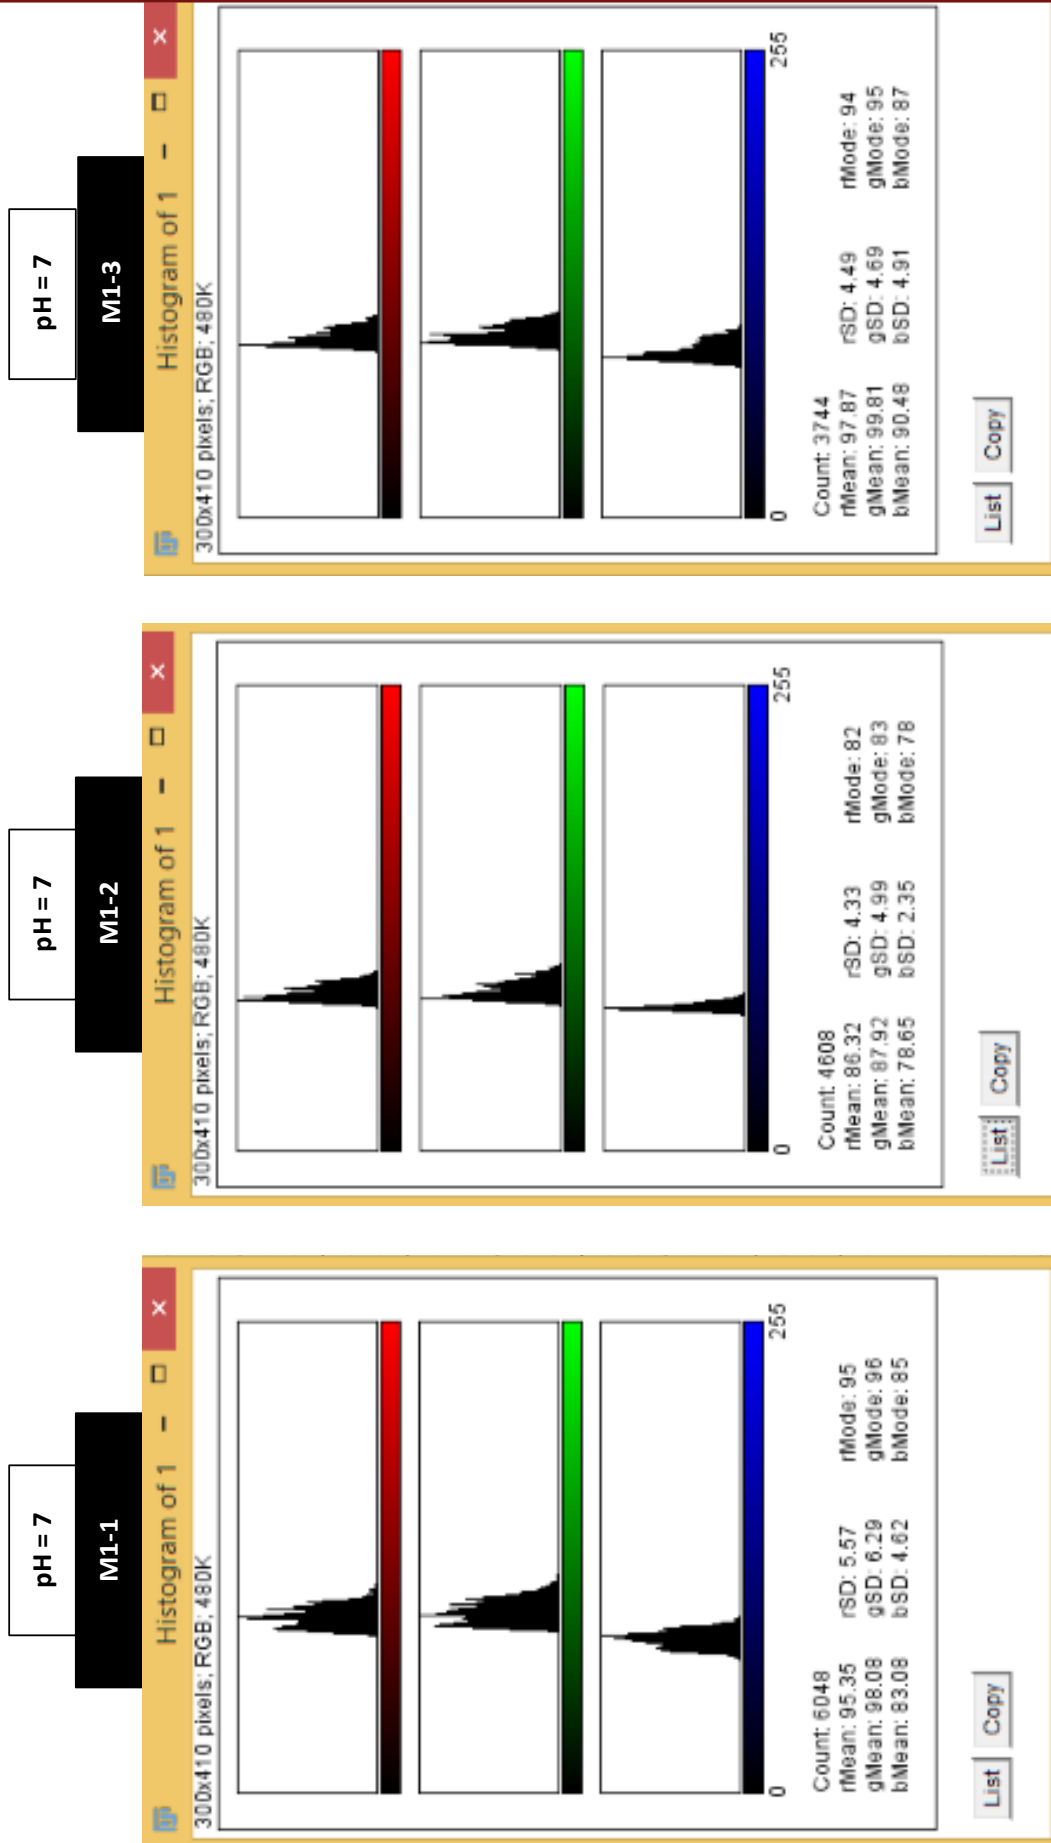 pH = 7
M1-1
Histogram of 1
300x410 pixels; RGB; 480K
0
255
Count: 6048
rMean: 95.35 rSD: 5.57 rMode: 95
gMean: 98.08 gSD: 6.29 gMode: 96
bMean: 83.08 bSD: 4.62 bMode: 85
List Copy
pH = 7
M1-2
Histogram of 1
300x410 pixels; RGB; 480K
0
255
Count: 4608
rMean: 86.32 rSD: 4.33 rMode: 82
gMean: 87.92 gSD: 4.99 gMode: 83
bMean: 78.65 bSD: 2.35 bMode: 78
List Copy
pH = 7
M1-3
Histogram of 1
300x410 pixels; RGB; 480K
0
255
Count: 3744
rMean: 97.87 rSD: 4.49 rMode: 94
gMean: 99.81 gSD: 4.69 gMode: 95
bMean: 90.48 bSD: 4.91 bMode: 87
List Copy